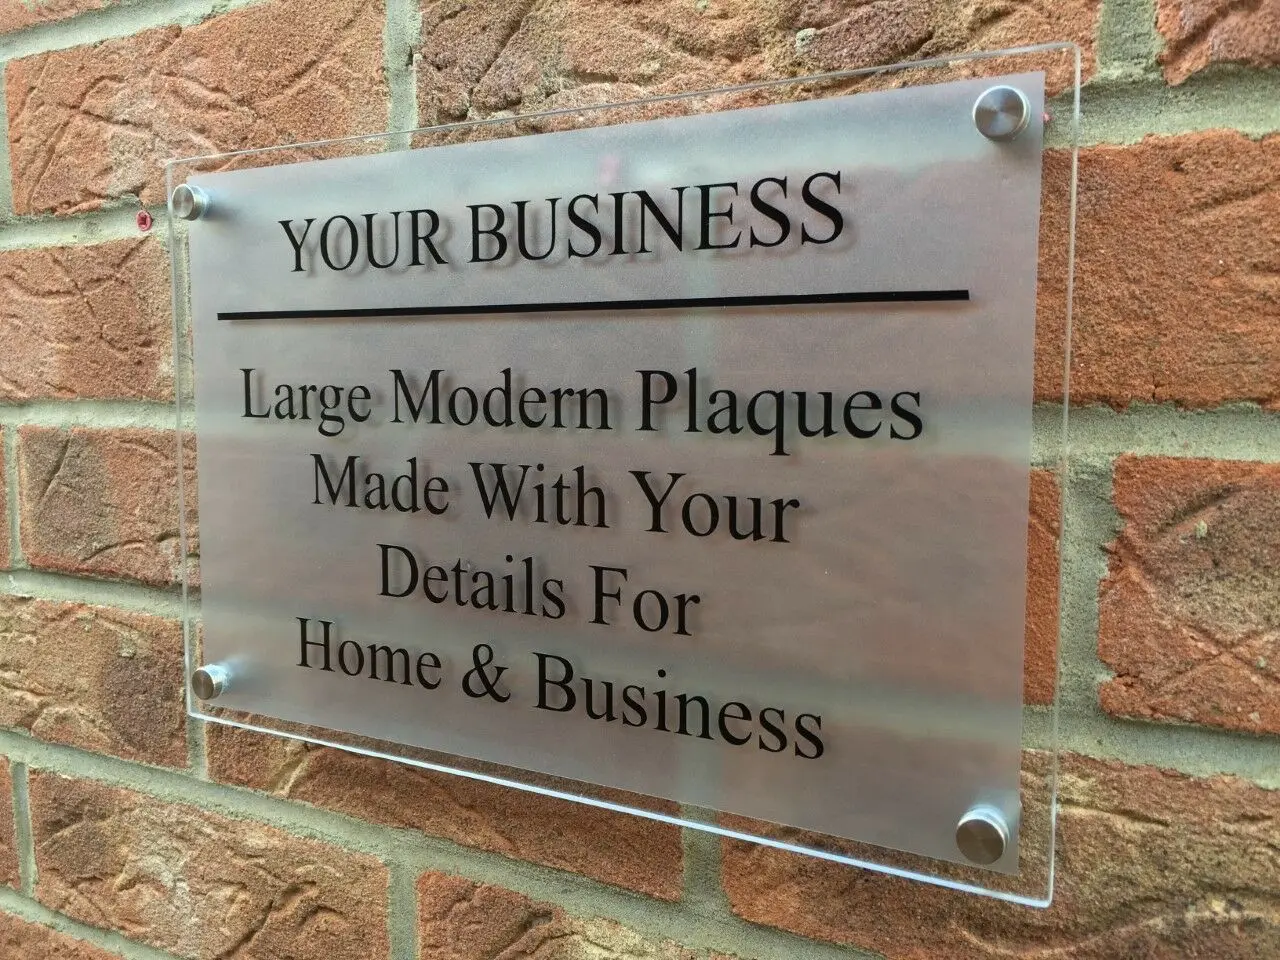 YOUR BUSINESS
Large Modern Plaques
Made With Your
Details For
Home & Business